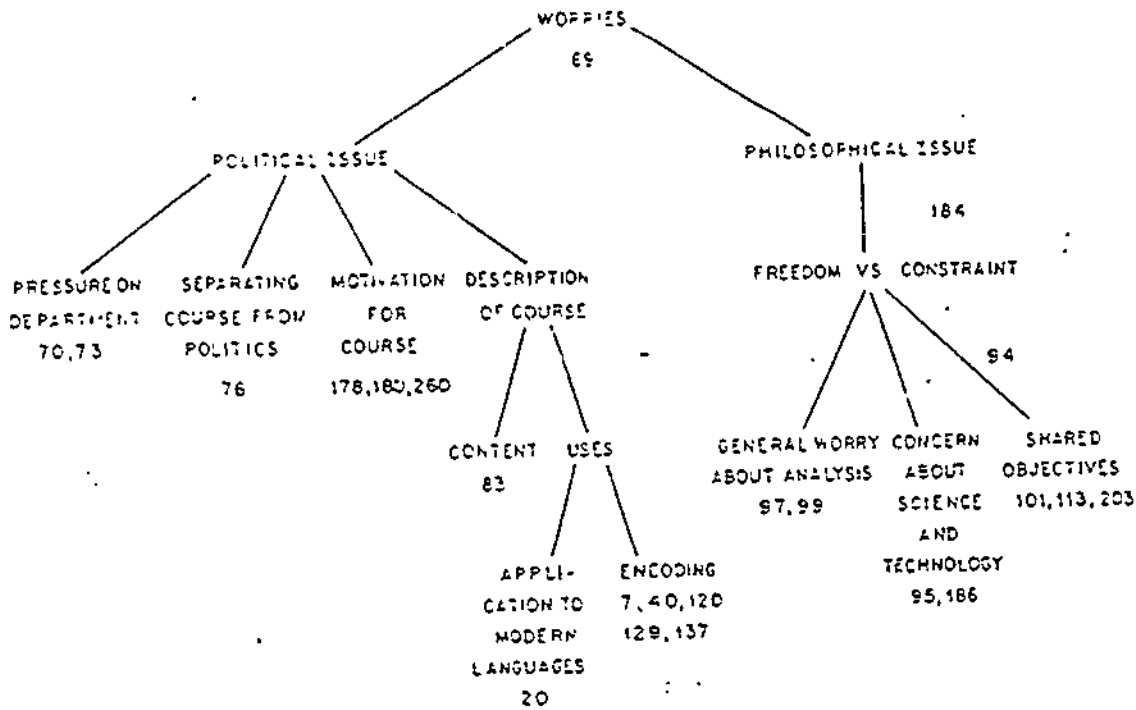 WORRIES
69
POLITICAL ISSUE
PHILOSOPHICAL ISSUE
184
FREEDOM VS CONSTRAINT
PRESSURE ON
DEPARTMENT
70,73
SEPARATING
COURSE FROM
POLITICS
76
MOTIVATION
FOR
COURSE
178,180,260
DESCRIPTION
OF COURSE
94
CONTENT
83
USES
GENERAL WORRY
ABOUT ANALYSIS
97,99
CONCERN
ABOUT
SCIENCE
AND
TECHNOLOGY
95,186
SHARED
OBJECTIVES
101,113,203
APPLI-
CATION TO
MODERN
LANGUAGES
20
ENCODING
7,40,120
129,137